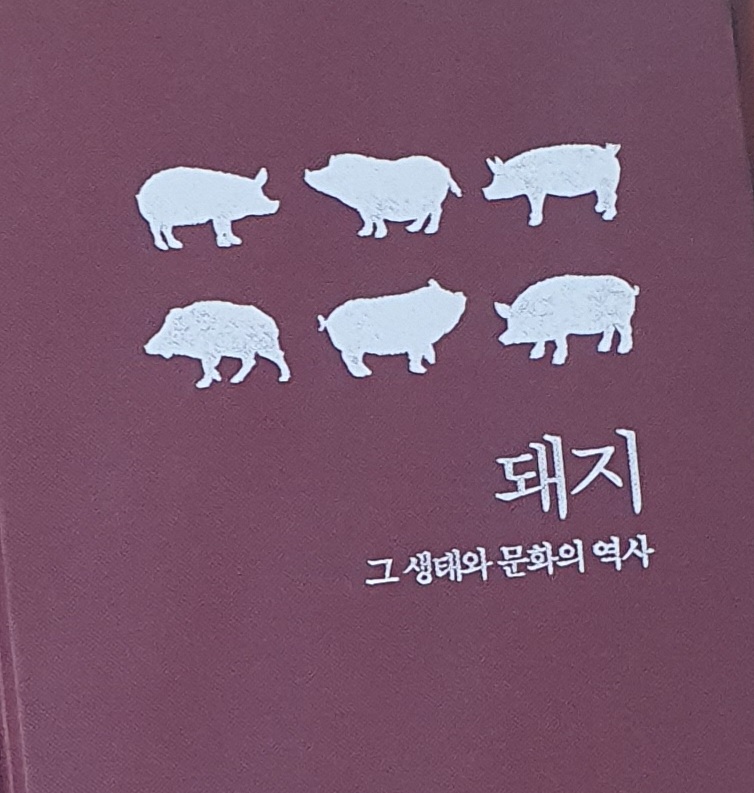 돼지
그 생태와 문화의 역사